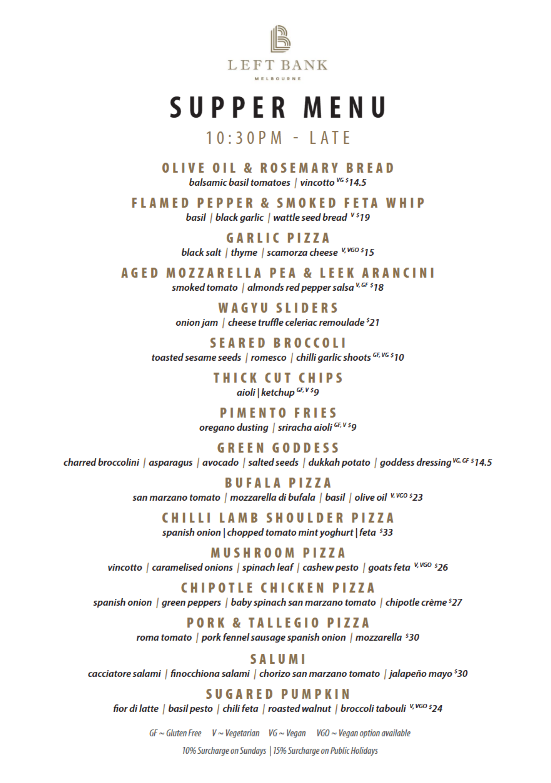 LEFT BANK
MELBOURNE
SUPPER MENU
10:30PM - LATE
OLIVE OIL & ROSEMARY BREAD
balsamic basil tomatoes | vincotto VG $14.5
FLAMED PEPPER & SMOKED FETA WHIP
basil | black garlic | wattle seed bread V $19
GARLIC PIZZA
black salt | thyme | scamorza cheese V, VGO $15
AGED MOZZARELLA PEA & LEEK ARANCINI
smoked tomato | almonds red pepper salsa V, GF $18
WAGYU SLIDERS
onion jam | cheese truffle celeriac remoulade $21
SEARED BROCCOLI
toasted sesame seeds | romesco | chilli garlic shoots GF, VG $10
THICK CUT CHIPS
aioli | ketchup GF, V $9
PIMENTO FRIES
oregano dusting | sriracha aioli GF, V $9
GREEN GODDESS
charred broccolini | asparagus | avocado | salted seeds | dukkah potato | goddess dressing VG, GF $14.5
BUFALA PIZZA
san marzano tomato | mozzarella di bufala | basil | olive oil V, VGO $23
CHILLI LAMB SHOULDER PIZZA
spanish onion | chopped tomato mint yoghurt | feta $33
MUSHROOM PIZZA
vincotto | caramelised onions | spinach leaf | cashew pesto | goats feta V, VGO $26
CHIPOTLE CHICKEN PIZZA
spanish onion | green peppers | baby spinach san marzano tomato | chipotle crème $27
PORK & TALLEGIO PIZZA
roma tomato | pork fennel sausage spanish onion | mozzarella $30
SALUMI
cacciatore salami | finocchiona salami | chorizo san marzano tomato | jalapeño mayo $30
SUGARED PUMPKIN
fior di latte | basil pesto | chili feta | roasted walnut | broccoli tabouli V, VGO $24
GF ~ Gluten Free V ~ Vegetarian VG ~ Vegan VGO ~ Vegan option available
10% Surcharge on Sundays | 15% Surcharge on Public Holidays